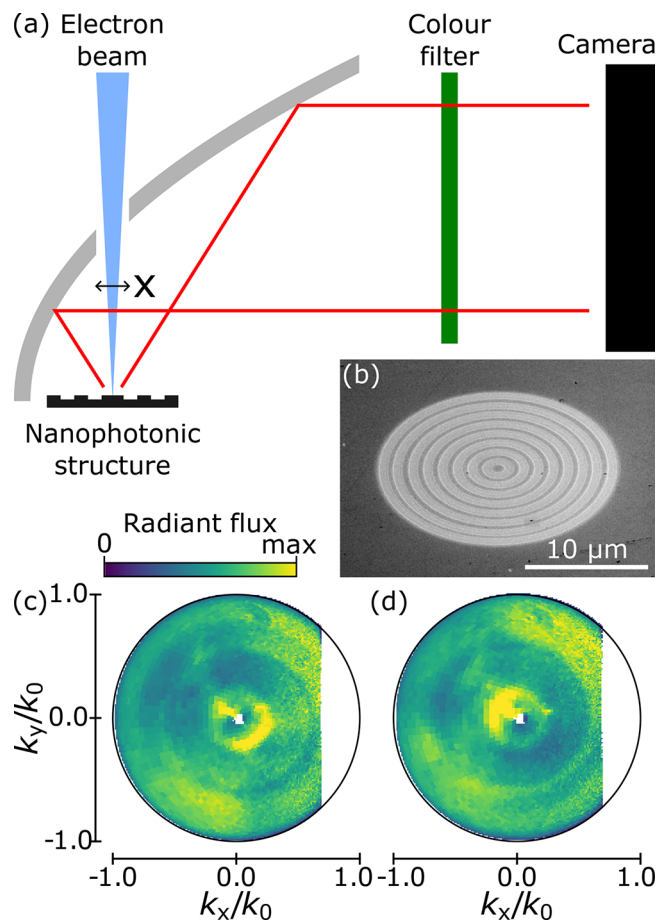 (a)
Electron
beam
Colour
filter
Camera
X
Nanophotonic
structure
(b)
10 µm
Radiant flux
0
max
(c)
(d)
1.0
0.0
-1.0
ky/k0
-1.0
0.0
1.0
-1.0
0.0
1.0
kx/k0
kx/k0